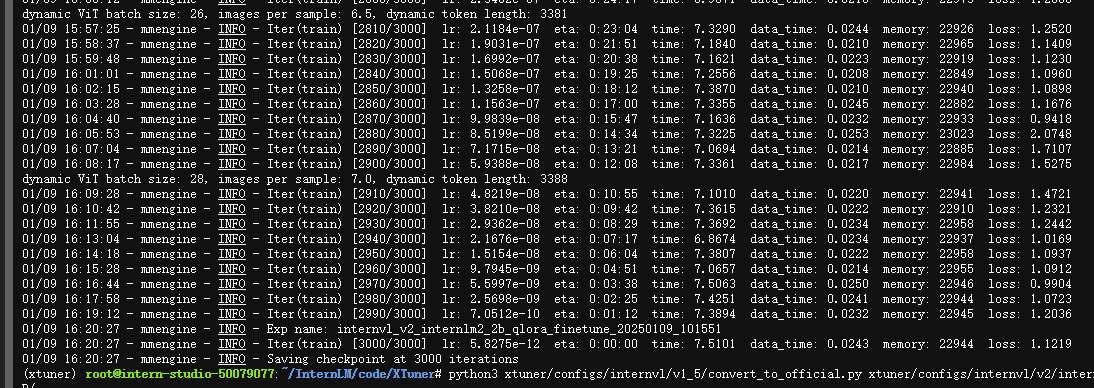 dynamic ViT batch size: 26, images per sample: 6.5, dynamic token length: 3381
01/09 15:57:25 - mmengine - INFO - Iter(train) [2810/3000] lr: 2.1184e-07 eta: 0:23:04 time: 7.3290 data_time: 0.0244 memory: 22926 loss: 1.2520
01/09 15:58:37 - mmengine - INFO - Iter(train) [2820/3000] lr: 1.9031e-07 eta: 0:21:51 time: 7.1840 data_time: 0.0210 memory: 22965 loss: 1.1409
01/09 15:59:48 - mmengine - INFO - Iter(train) [2830/3000] lr: 1.6992e-07 eta: 0:20:38 time: 7.1621 data_time: 0.0223 memory: 22919 loss: 1.1230
01/09 16:01:01 - mmengine - INFO - Iter(train) [2840/3000] lr: 1.5068e-07 eta: 0:19:25 time: 7.2556 data_time: 0.0208 memory: 22849 loss: 1.0960
01/09 16:02:15 - mmengine - INFO - Iter(train) [2850/3000] lr: 1.3258e-07 eta: 0:18:12 time: 7.3870 data_time: 0.0210 memory: 22940 loss: 1.0898
01/09 16:03:28 - mmengine - INFO - Iter(train) [2860/3000] lr: 1.1563e-07 eta: 0:17:00 time: 7.3355 data_time: 0.0245 memory: 22882 loss: 1.1676
01/09 16:04:40 - mmengine - INFO - Iter(train) [2870/3000] lr: 9.9839e-08 eta: 0:15:47 time: 7.1636 data_time: 0.0232 memory: 22933 loss: 0.9418
01/09 16:05:53 - mmengine - INFO - Iter(train) [2880/3000] lr: 8.5199e-08 eta: 0:14:34 time: 7.3225 data_time: 0.0253 memory: 23023 loss: 2.0748
01/09 16:07:04 - mmengine - INFO - Iter(train) [2890/3000] lr: 7.1715e-08 eta: 0:13:21 time: 7.0694 data_time: 0.0214 memory: 22885 loss: 1.7107
01/09 16:08:17 - mmengine - INFO - Iter(train) [2900/3000] lr: 5.9388e-08 eta: 0:12:08 time: 7.3361 data_time: 0.0217 memory: 22984 loss: 1.5275
dynamic ViT batch size: 28, images per sample: 7.0, dynamic token length: 3388
01/09 16:09:28 - mmengine - INFO - Iter(train) [2910/3000] lr: 4.8219e-08 eta: 0:10:55 time: 7.1010 data_time: 0.0220 memory: 22941 loss: 1.4721
01/09 16:10:42 - mmengine - INFO - Iter(train) [2920/3000] lr: 3.8210e-08 eta: 0:09:42 time: 7.3615 data_time: 0.0222 memory: 22910 loss: 1.2321
01/09 16:11:55 - mmengine - INFO - Iter(train) [2930/3000] lr: 2.9362e-08 eta: 0:08:29 time: 7.3692 data_time: 0.0234 memory: 22958 loss: 1.2442
01/09 16:13:04 - mmengine - INFO - Iter(train) [2940/3000] lr: 2.1676e-08 eta: 0:07:17 time: 6.8674 data_time: 0.0234 memory: 22937 loss: 1.0169
01/09 16:14:18 - mmengine - INFO - Iter(train) [2950/3000] lr: 1.5154e-08 eta: 0:06:04 time: 7.3807 data_time: 0.0222 memory: 22958 loss: 1.0937
01/09 16:15:28 - mmengine - INFO - Iter(train) [2960/3000] lr: 9.7945e-09 eta: 0:04:51 time: 7.0657 data_time: 0.0214 memory: 22955 loss: 1.0912
01/09 16:16:44 - mmengine - INFO - Iter(train) [2970/3000] lr: 5.5997e-09 eta: 0:03:38 time: 7.5063 data_time: 0.0250 memory: 22946 loss: 0.9904
01/09 16:17:58 - mmengine - INFO - Iter(train) [2980/3000] lr: 2.5698e-09 eta: 0:02:25 time: 7.4251 data_time: 0.0241 memory: 22944 loss: 1.0723
01/09 16:19:12 - mmengine - INFO - Iter(train) [2990/3000] lr: 7.0512e-10 eta: 0:01:12 time: 7.3894 data_time: 0.0232 memory: 22945 loss: 1.2036
01/09 16:20:27 - mmengine - INFO - Exp name: internvl_v2_internlm2_2b_qlora_finetune_20250109_101551
01/09 16:20:27 - mmengine - INFO - Iter(train) [3000/3000] lr: 5.8275e-12 eta: 0:00:00 time: 7.5101 data_time: 0.0243 memory: 22944 loss: 1.1219
01/09 16:20:27 - mmengine - INFO - Saving checkpoint at 3000 iterations
(xtuner) root@intern-studio-50079077:~/InternLM/code/XTuner# python3 xtuner/configs/internvl/v1_5/convert_to_official.py xtuner/configs/internvl/v2/inter